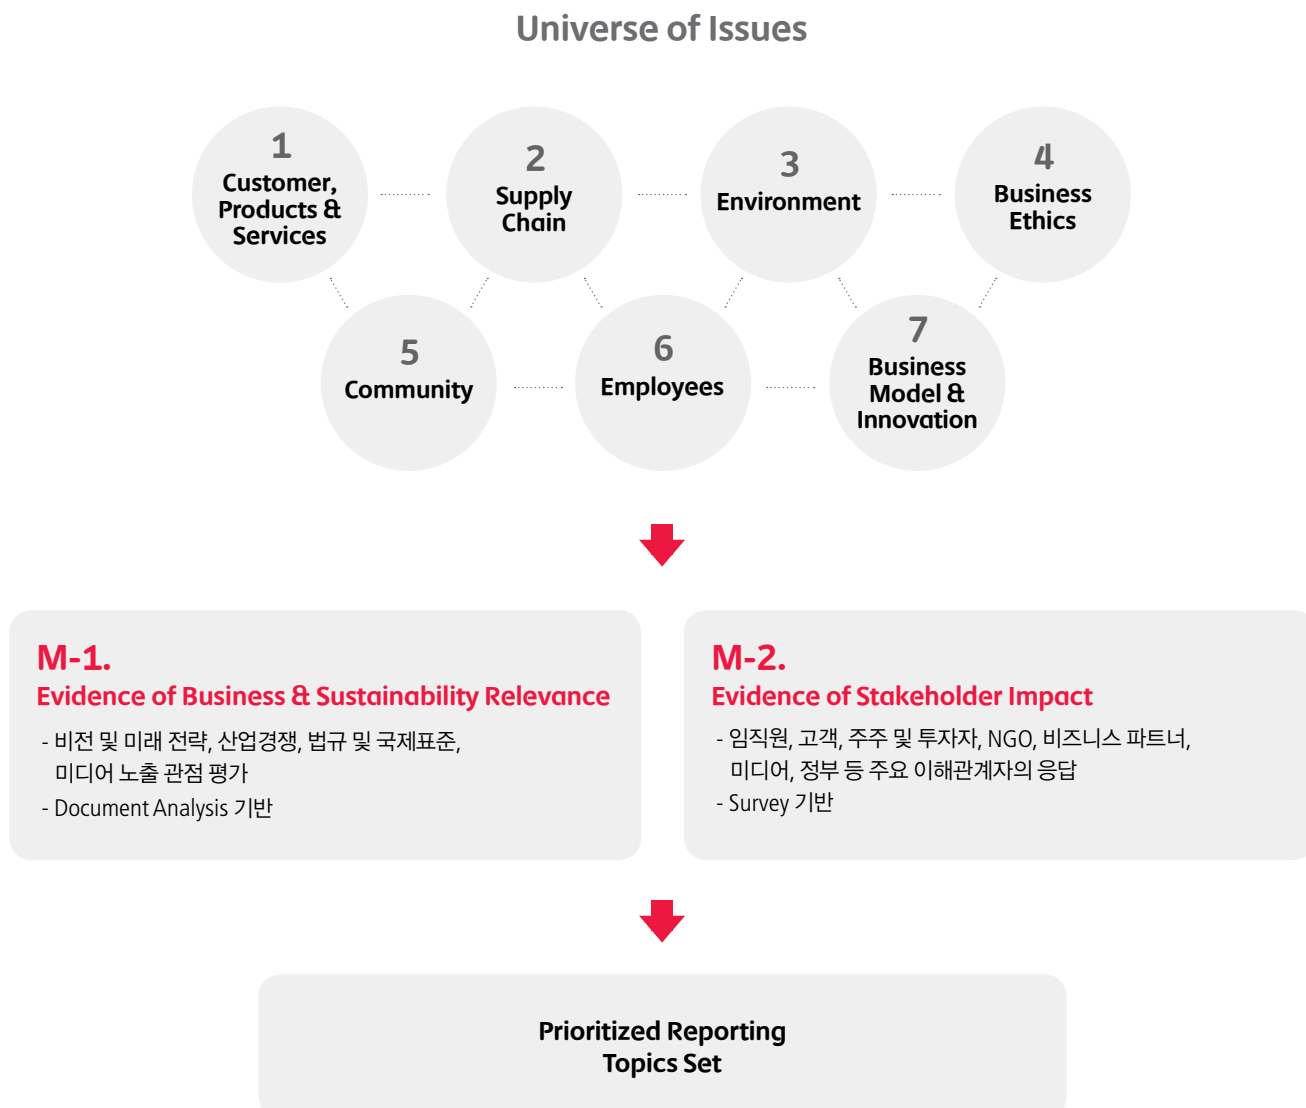 Universe of Issues
1
Customer,
Products &
Services
2
Supply
Chain
3
Environment
4
Business
Ethics
5
Community
6
Employees
7
Business
Model &
Innovation
M-1.
Evidence of Business & Sustainability Relevance
- 비전 및 미래 전략, 산업경쟁, 법규 및 국제표준,
미디어 노출 관점 평가
- Document Analysis 기반
M-2.
Evidence of Stakeholder Impact
- 임직원, 고객, 주주 및 투자자, NGO, 비즈니스 파트너,
미디어, 정부 등 주요 이해관계자의 응답
- Survey 기반
Prioritized Reporting
Topics Set